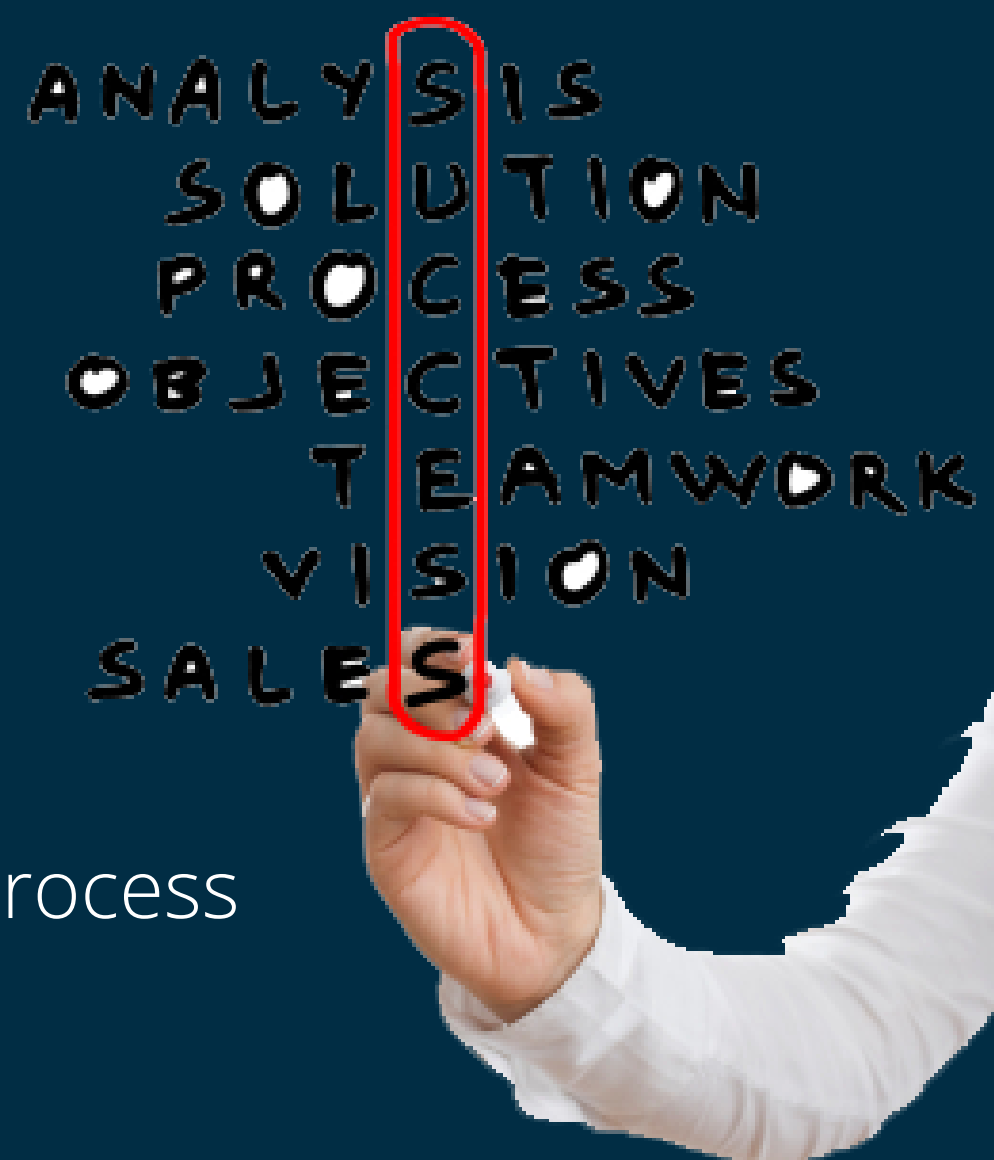 ANALYSIS
SOLUTION
PROCESS
OBJECTIVES
TEAMWORK
VISION
SALES
rocess